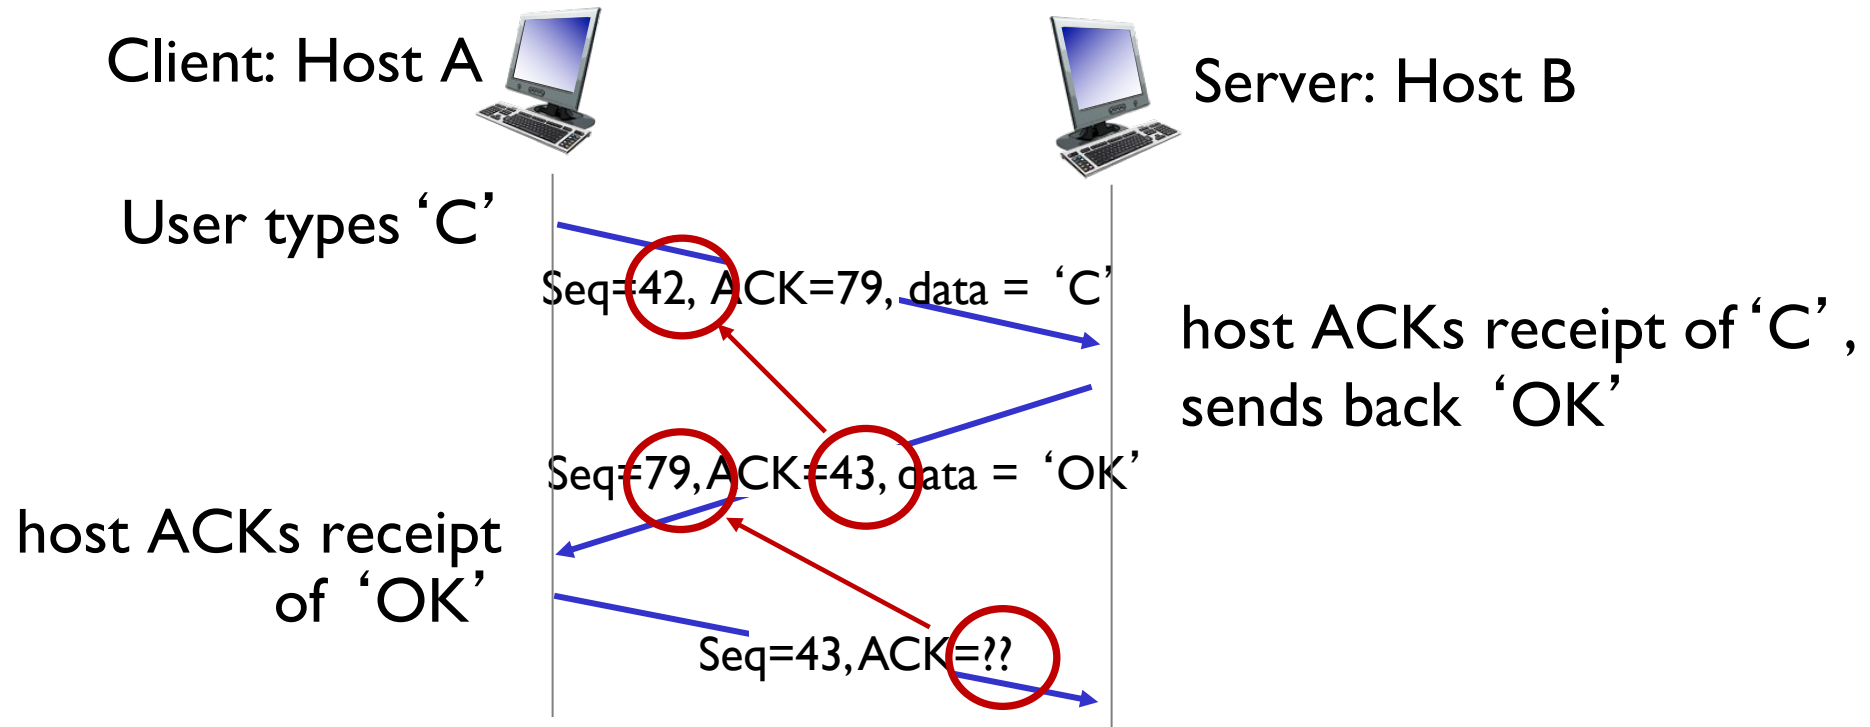 Client: Host A
Server: Host B
User types ‘C’
Seq=42, ACK=79, data = ‘C’
host ACKs receipt of ‘C’,
sends back ‘OK’
Seq=79, ACK=43, data = ‘OK’
host ACKs receipt
of ‘OK’
Seq=43, ACK=??